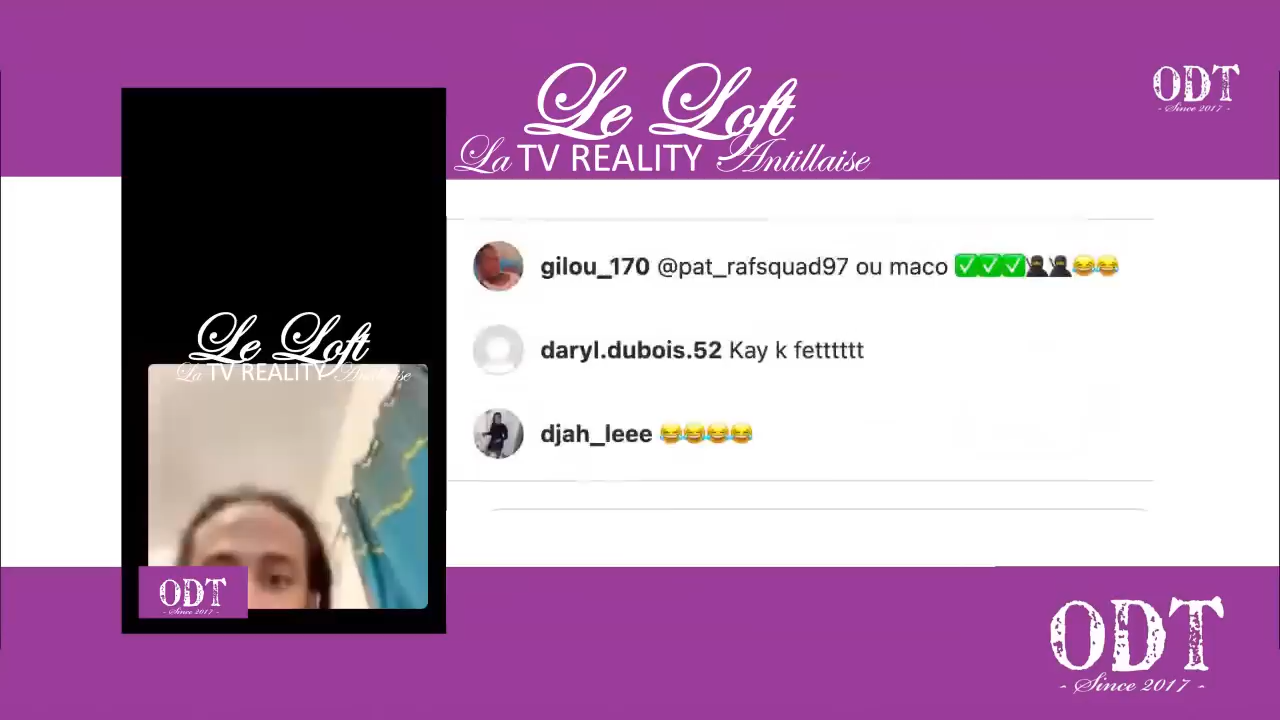 Le Loft
La TV REALITY Antillaise
ODT
- Since 2017 -
gilou_170 @pat_rafsquad97 ou maco ✅✅✅🥷🥷😂😂
daryl.dubois.52 Kay k fetttttt
djah_leee 😂😂😂😂
Le Loft
La TV REALITY Antillaise
ODT
- Since 2017 -
ODT
- Since 2017 -